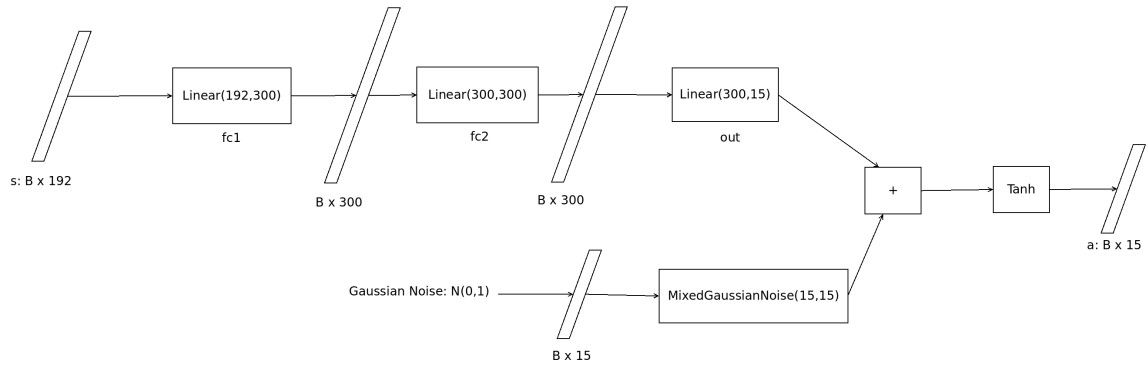 Linear(192,300)
Linear(300,300)
Linear(300,15)
fc1
fc2
out
s: B x 192
B x 300
B x 300
+
Tanh
a: B x 15
Gaussian Noise: N(0,1)
MixedGaussianNoise(15,15)
B x 15